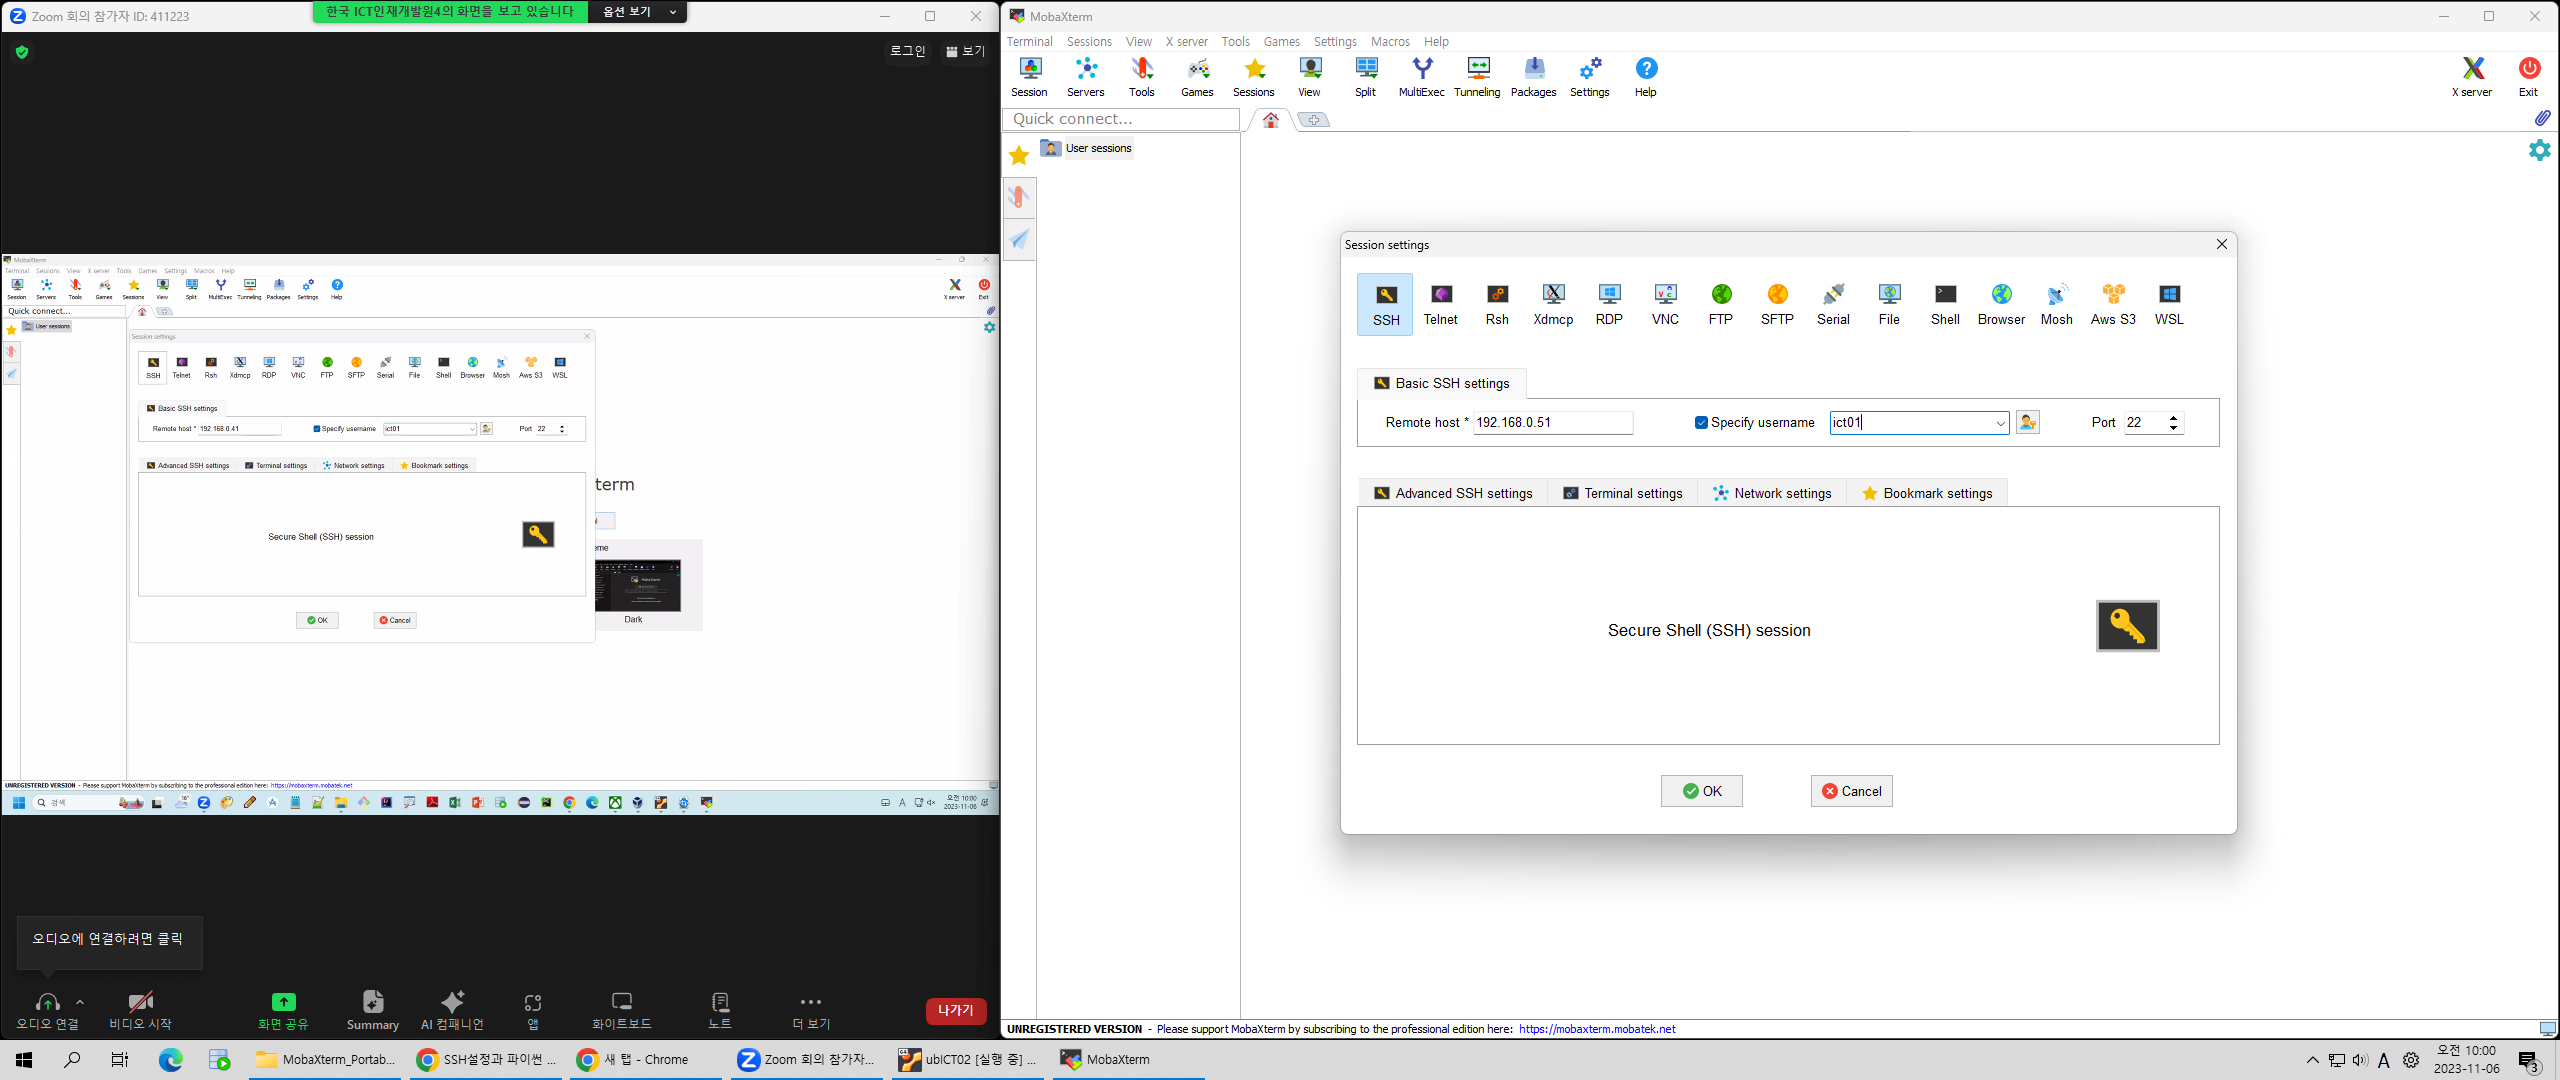 Zoom 회의 참가자 ID: 411223
한국 ICT인재개발원4의 화면을 보고 있습니다
옵션 보기
로그인
보기
MobaXterm
Terminal Sessions View X server Tools Games Settings Macros Help
Session Servers Tools Games Sessions View Split MultiExec Tunneling Packages Settings Help
X server Exit
Quick connect...
User sessions
Session settings
SSH Telnet Rsh Xdmcp RDP VNC FTP SFTP Serial File Shell Browser Mosh Aws S3 WSL
Basic SSH settings
Remote host * 192.168.0.41 Specify username ict01 Port 22
Advanced SSH settings Terminal settings Network settings Bookmark settings
term
Secure Shell (SSH) session
eme
Dark
OK Cancel
UNREGISTERED VERSION - Please support MobaXterm by subscribing to the professional edition here: https://mobaxterm.mobatek.net
검색
오전 10:00
2023-11-06
오디오에 연결하려면 클릭
오디오 연결 비디오 시작 화면 공유 Summary AI 컴패니언 앱 화이트보드 노트 더 보기
나가기
MobaXterm
Terminal Sessions View X server Tools Games Settings Macros Help
Session Servers Tools Games Sessions View Split MultiExec Tunneling Packages Settings Help
X server Exit
Quick connect...
User sessions
Session settings
SSH Telnet Rsh Xdmcp RDP VNC FTP SFTP Serial File Shell Browser Mosh Aws S3 WSL
Basic SSH settings
Remote host * 192.168.0.51 Specify username ict01 Port 22
Advanced SSH settings Terminal settings Network settings Bookmark settings
Secure Shell (SSH) session
OK Cancel
UNREGISTERED VERSION - Please support MobaXterm by subscribing to the professional edition here: https://mobaxterm.mobatek.net
MobaXterm_Portab... SSH설정과 파이썬 ... 새 탭 - Chrome Zoom 회의 참가자... ubICT02 [실행 중] ... MobaXterm
A
오전 10:00
2023-11-06
3